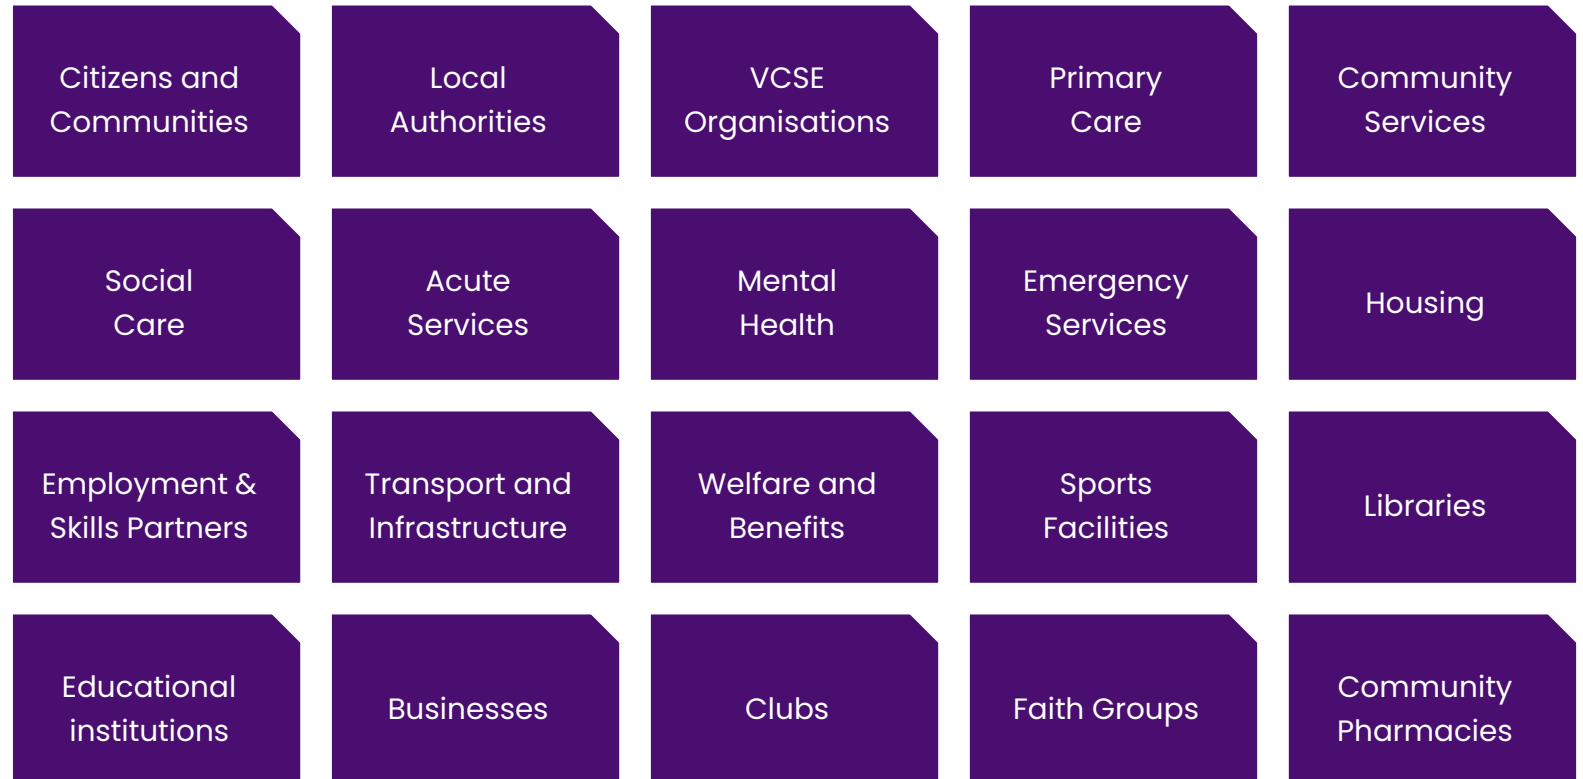 Citizens and
Communities
Local
Authorities
VCSE
Organisations
Primary
Care
Community
Services
Social
Care
Acute
Services
Mental
Health
Emergency
Services
Housing
Employment &
Skills Partners
Transport and
Infrastructure
Welfare and
Benefits
Sports
Facilities
Libraries
Educational
institutions
Businesses
Clubs
Faith Groups
Community
Pharmacies